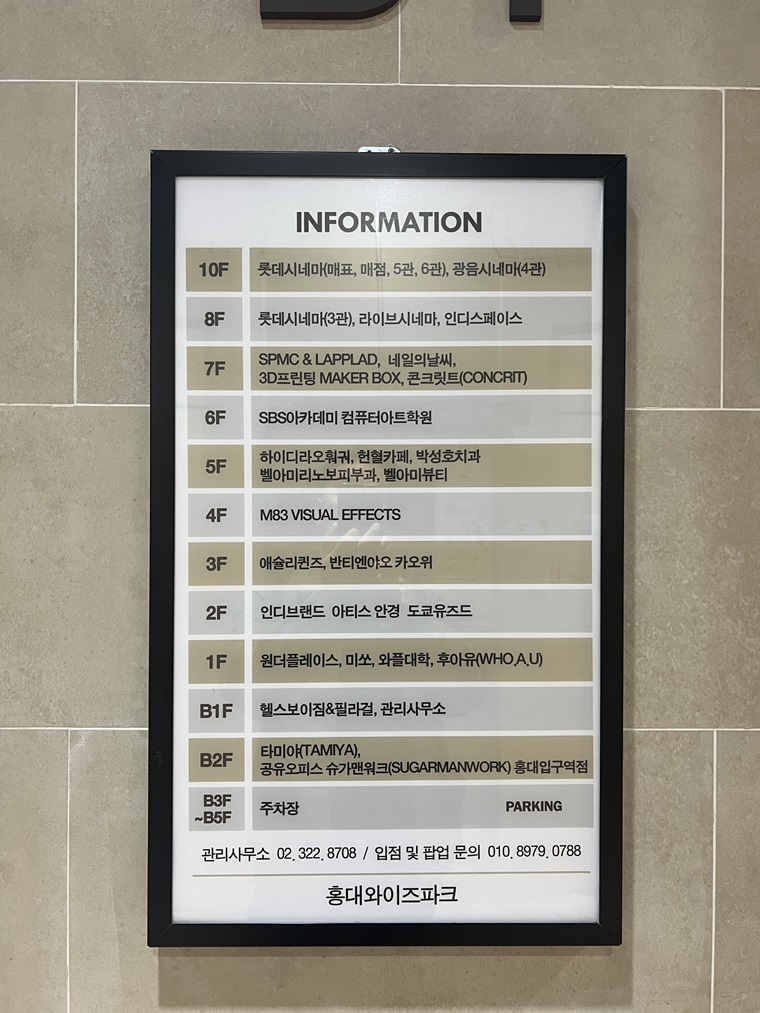 INFORMATION
10F 롯데시네마(매표, 매점, 5관, 6관), 광음시네마(4관)
8F 롯데시네마(3관), 라이브시네마, 인디스페이스
7F SPMC & LAPPLAD, 네일의날씨,
3D프린팅 MAKER BOX, 콘크릿트(CONCRIT)
6F SBS아카데미 컴퓨터아트학원
5F 하이디라오훠궈, 헌혈카페, 박성호치과
벨아미리노보피부과, 벨아미뷰티
4F M83 VISUAL EFFECTS
3F 애슐리퀸즈, 반티엔야오 카오위
2F 인디브랜드 아티스 안경 도쿄유즈드
1F 원더플레이스, 미쏘, 와플대학, 후아유(WHO.A.U)
B1F 헬스보이짐&필라걸, 관리사무소
B2F 타미야(TAMIYA),
공유오피스 슈가맨워크(SUGARMANWORK) 홍대입구역점
B3F
~B5F 주차장 PARKING
관리사무소 02. 322. 8708 / 입점 및 팝업 문의 010. 8979. 0788
홍대와이즈파크